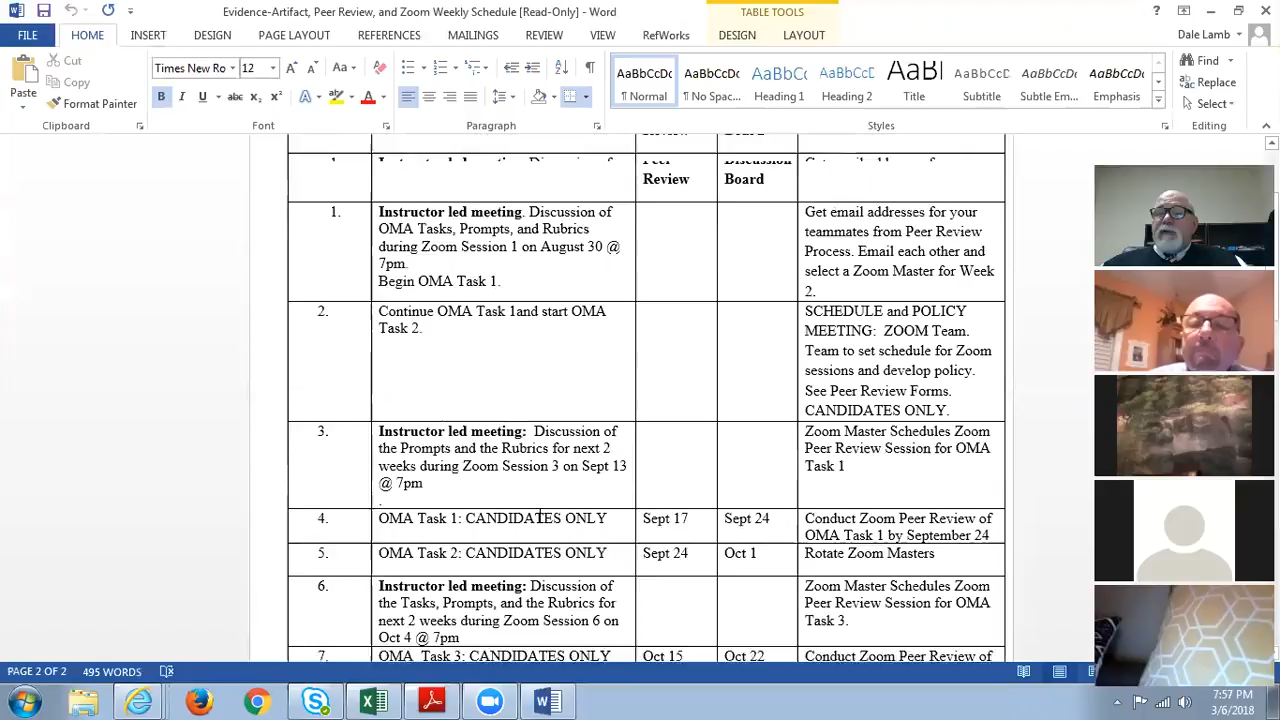 Evidence-Artifact, Peer Review, and Zoom Weekly Schedule [Read-Only] - Word
TABLE TOOLS
FILE HOME INSERT DESIGN PAGE LAYOUT REFERENCES MAILINGS REVIEW VIEW RefWorks DESIGN LAYOUT Dale Lamb
Cut
Copy
Format Painter
Paste
Times New Ro 12
Find
Replace
Select
AaBbCcDc AaBbCcDc AaBbC AaBbCcD AaBl AaBbCcDc AaBbCcDc AaBbCcDc
¶ Normal ¶ No Spac... Heading 1 Heading 2 Title Subtitle Subtle Em... Emphasis
Clipboard Font Paragraph Styles Editing
Review
Discussion
Board
1.
Instructor led meeting. Discussion of
OMA Tasks, Prompts, and Rubrics
during Zoom Session 1 on August 30 @
7pm.
Begin OMA Task 1.
Get email addresses for your
teammates from Peer Review
Process. Email each other and
select a Zoom Master for Week
2.
2.
Continue OMA Task 1and start OMA
Task 2.
SCHEDULE and POLICY
MEETING: ZOOM Team.
Team to set schedule for Zoom
sessions and develop policy.
See Peer Review Forms.
CANDIDATES ONLY.
3.
Instructor led meeting: Discussion of
the Prompts and the Rubrics for next 2
weeks during Zoom Session 3 on Sept 13
@ 7pm
.
Zoom Master Schedules Zoom
Peer Review Session for OMA
Task 1
4.
OMA Task 1: CANDIDATES ONLY
Sept 17
Sept 24
Conduct Zoom Peer Review of
OMA Task 1 by September 24
5.
OMA Task 2: CANDIDATES ONLY
Sept 24
Oct 1
Rotate Zoom Masters
6.
Instructor led meeting: Discussion of
the Tasks, Prompts, and the Rubrics for
next 2 weeks during Zoom Session 6 on
Oct 4 @ 7pm
Zoom Master Schedules Zoom
Peer Review Session for OMA
Task 3.
7.
OMA Task 3: CANDIDATES ONLY
Oct 15
Oct 22
Conduct Zoom Peer Review of
PAGE 2 OF 2 495 WORDS
7:57 PM
3/6/2018